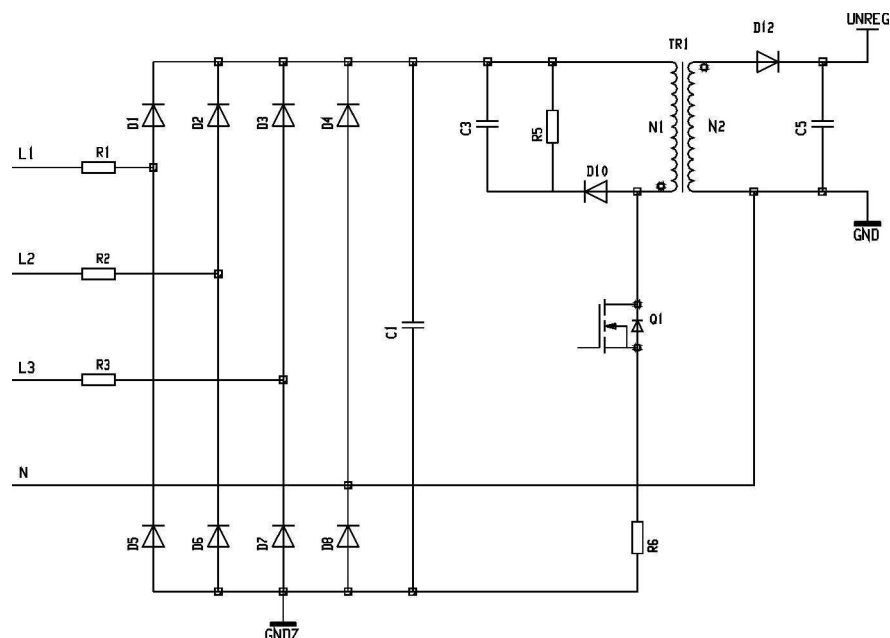 UNREG
D12
TR1
D1
D2
D3
D4
C3
R5
N1
N2
C5
L1
R1
D10
GND
L2
R2
Q1
C1
L3
R3
N
D5
D6
D7
D8
R6
GNDZ